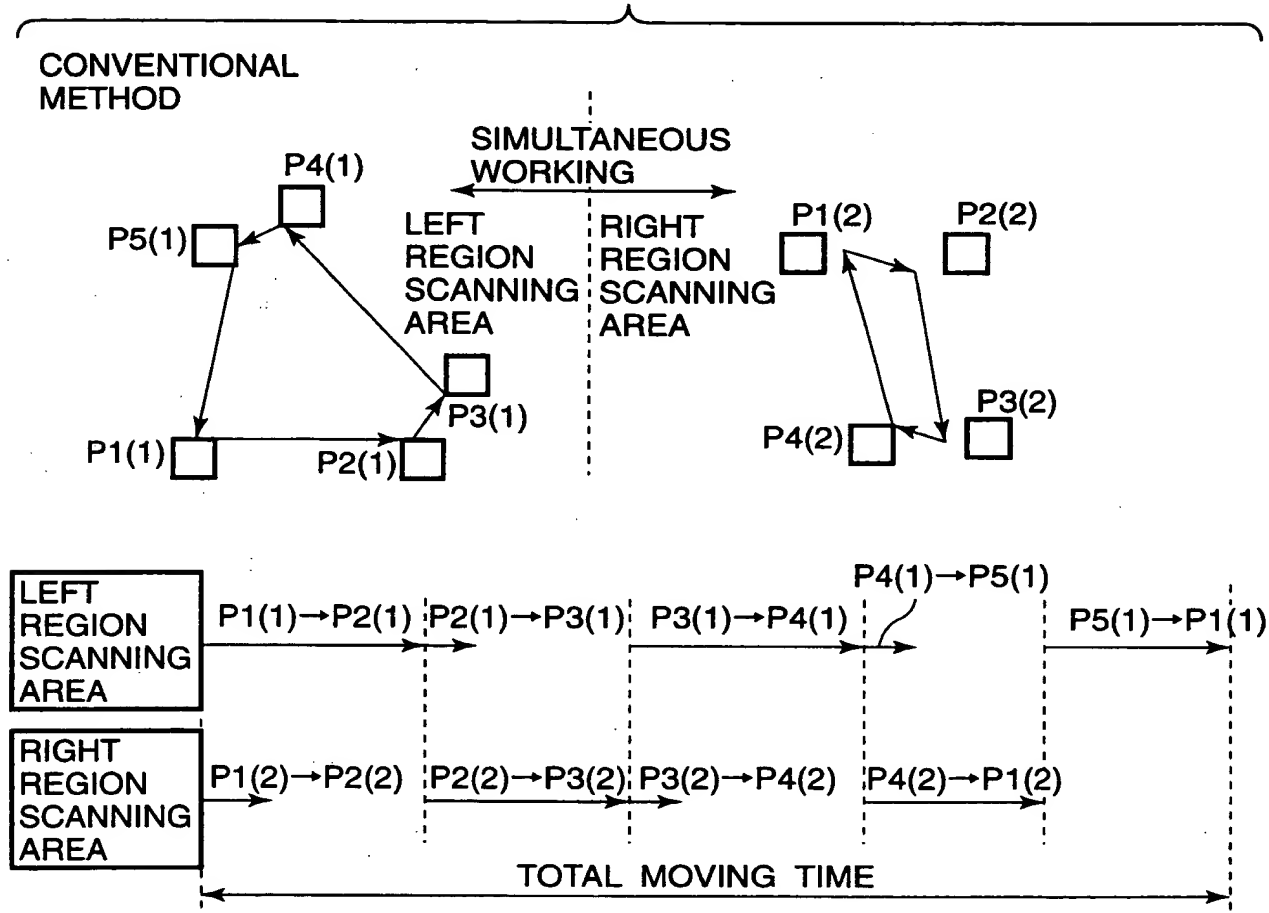 CONVENTIONAL
METHOD
SIMULTANEOUS
WORKING
P4(1)
P5(1)
LEFT
REGION
SCANNING
AREA
RIGHT
REGION
SCANNING
AREA
P1(2)
P2(2)
P3(1)
P3(2)
P1(1)
P2(1)
P4(2)
LEFT
REGION
SCANNING
AREA
P1(1)→P2(1)
P2(1)→P3(1)
P3(1)→P4(1)
P4(1)→P5(1)
P5(1)→P1(1)
RIGHT
REGION
SCANNING
AREA
P1(2)→P2(2)
P2(2)→P3(2)
P3(2)→P4(2)
P4(2)→P1(2)
TOTAL MOVING TIME